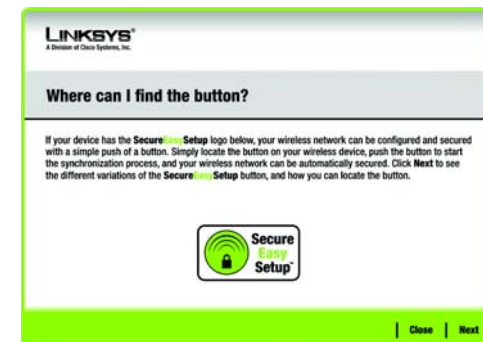 LINKSYS®
A Division of Cisco Systems, Inc.
Where can I find the button?
If your device has the SecureEasySetup logo below, your wireless network can be configured and secured
with a simple push of a button. Simply locate the button on your wireless device, push the button to start
the synchronization process, and your wireless network can be automatically secured. Click Next to see
the different variations of the SecureEasySetup button, and how you can locate the button.
Secure
Easy
Setup™
Close | Next